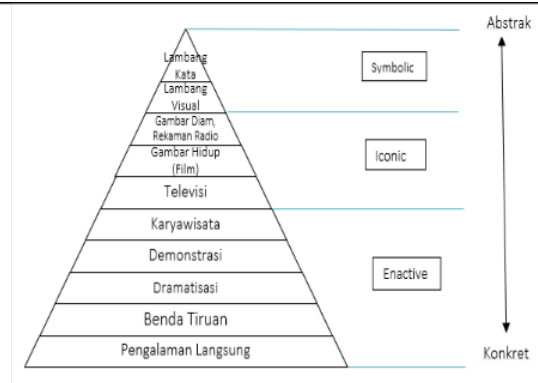 Abstrak
Lambang
Kata
Symbolic
Lambang
Visual
Gambar Diam,
Rekaman Radio
Iconic
Gambar Hidup
(Film)
Televisi
Karyawisata
Demonstrasi
Enactive
Dramatisasi
Benda Tiruan
Pengalaman Langsung
Konkret